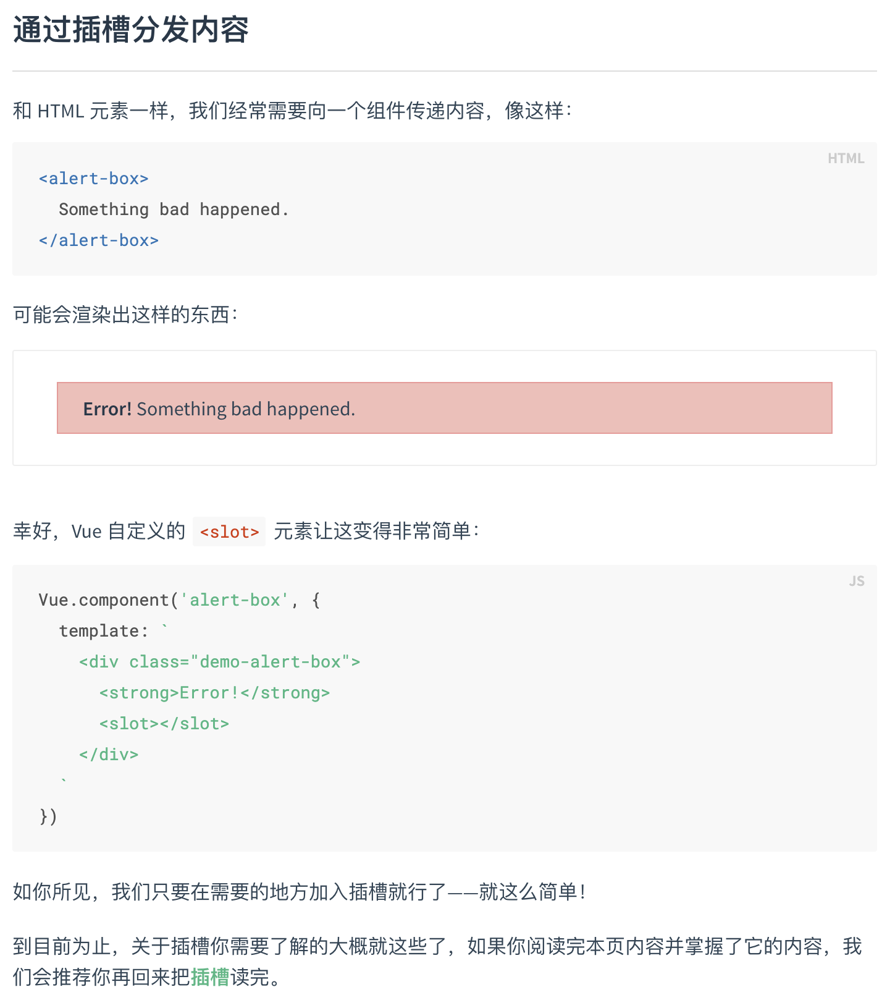 通过插槽分发内容
和 HTML 元素一样，我们经常需要向一个组件传递内容，像这样：
HTML
<alert-box>
  Something bad happened.
</alert-box>
可能会渲染出这样的东西：
Error! Something bad happened.
幸好，Vue 自定义的 <slot> 元素让这变得非常简单：
JS
Vue.component('alert-box', {
  template: `
    <div class="demo-alert-box">
      <strong>Error!</strong>
      <slot></slot>
    </div>
  `
})
如你所见，我们只要在需要的地方加入插槽就行了——就这么简单！
到目前为止，关于插槽你需要了解的大概就这些了，如果你阅读完本页内容并掌握了它的内容，我
们会推荐你再回来把插槽读完。